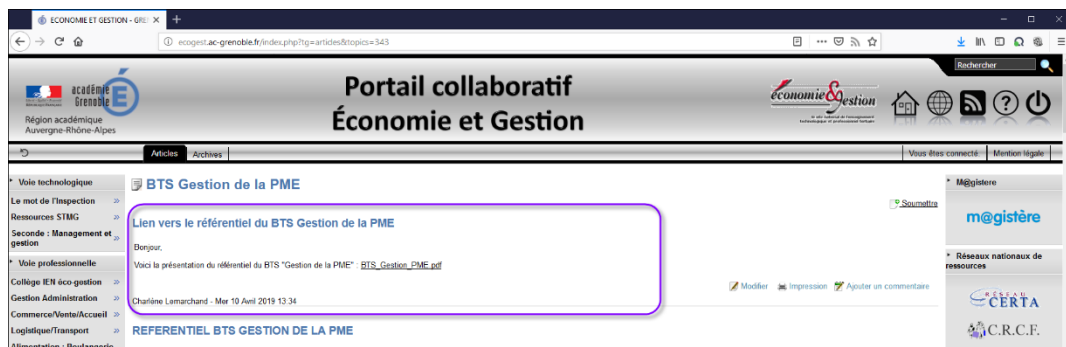 ECONOMIE ET GESTION - GRE
ecogest.ac-grenoble.fr/index.php?tg=articles&topics=343
Rechercher
académie
Grenoble
Région académique
Auvergne-Rhône-Alpes
Portail collaboratif
Économie et Gestion
économie&Gestion
Articles Archives
Vous êtes connecté Mention légale
Voie technologique
Le mot de l'Inspection
Ressources STMG
Seconde : Management et
gestion
Voie professionnelle
Collège IEN éco-gestion
Gestion Administration
Commerce/Vente/Accueil
Logistique/Transport
Alimentation : Boulangerie
BTS Gestion de la PME
Soumettre
Lien vers le référentiel du BTS Gestion de la PME
Bonjour,
Voici la présentation du référentiel du BTS "Gestion de la PME" : BTS_Gestion_PME.pdf
Modifier Impression Ajouter un commentaire
Charlène Lemarchand - Mer 10 Avril 2019 13:34
REFERENTIEL BTS GESTION DE LA PME
M@gistere
m@gistère
Réseaux nationaux de
ressources
RÉSEAU
CERTA
C.R.C.F.